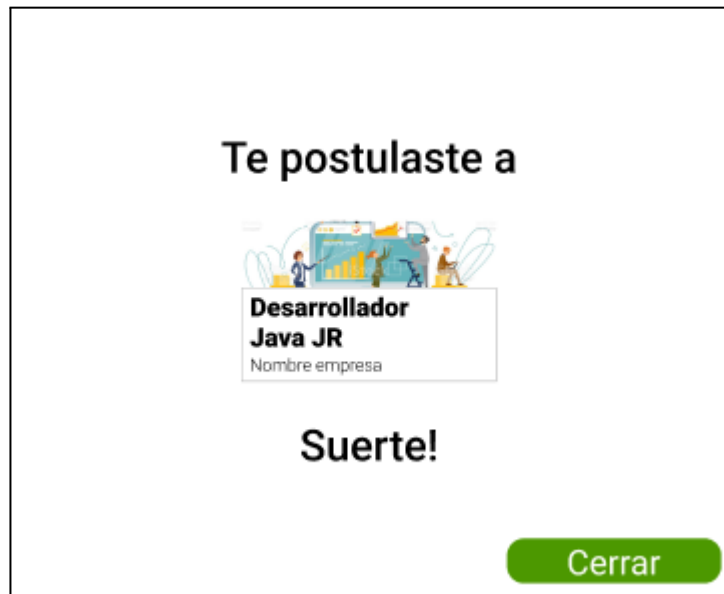 Te postulaste a
Desarrollador
Java JR
Nombre empresa
Suerte!
Cerrar